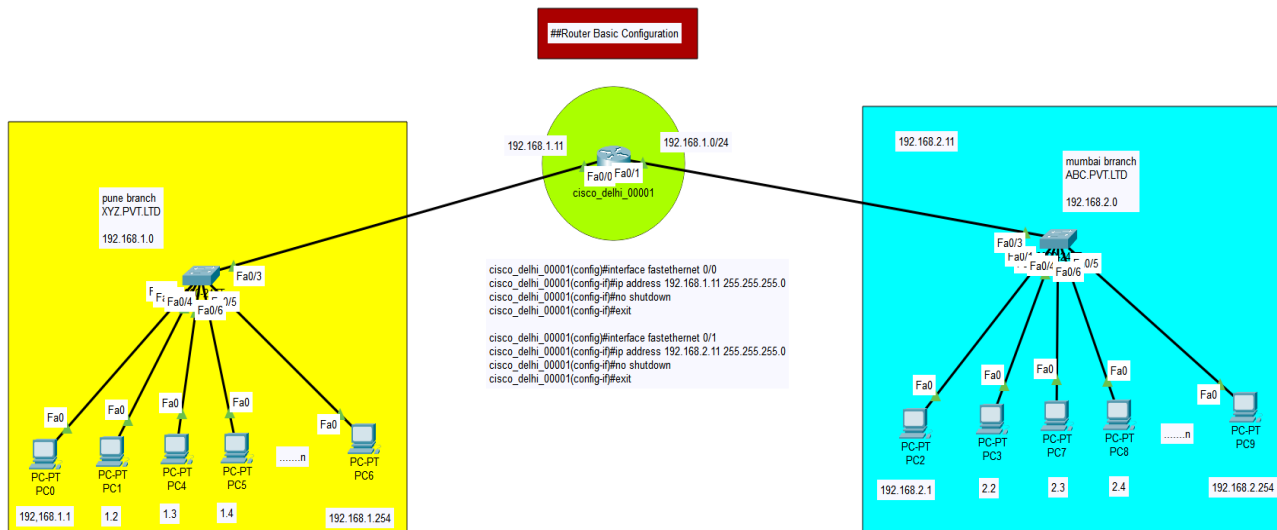 ##Router Basic Configuration
192.168.1.11
192.168.1.0/24
Fa0/0
Fa0/1
cisco_delhi_00001
pune branch
XYZ.PVT.LTD
192.168.1.0
Fa0/3
Fa0/4
Fa0/6
cisco_delhi_00001(config)#interface fastethernet 0/0
cisco_delhi_00001(config-if)#ip address 192.168.1.11 255.255.255.0
cisco_delhi_00001(config-if)#no shutdown
cisco_delhi_00001(config-if)#exit
cisco_delhi_00001(config)#interface fastethernet 0/1
cisco_delhi_00001(config-if)#ip address 192.168.2.11 255.255.255.0
cisco_delhi_00001(config-if)#no shutdown
cisco_delhi_00001(config-if)#exit
192.168.2.11
mumbai brranch
ABC.PVT.LTD
192.168.2.0
Fa0/3
Fa0/6
Fa0
Fa0
Fa0
Fa0
Fa0
PC-PT
PC0
PC-PT
PC1
PC-PT
PC4
PC-PT
PC5
.......n
PC-PT
PC6
192,168.1.1
1.2
1.3
1.4
192.168.1.254
Fa0
Fa0
Fa0
Fa0
Fa0
PC-PT
PC2
PC-PT
PC3
PC-PT
PC7
PC-PT
PC8
.......n
PC-PT
PC9
192.168.2.1
2.2
2.3
2.4
192.168.2.254